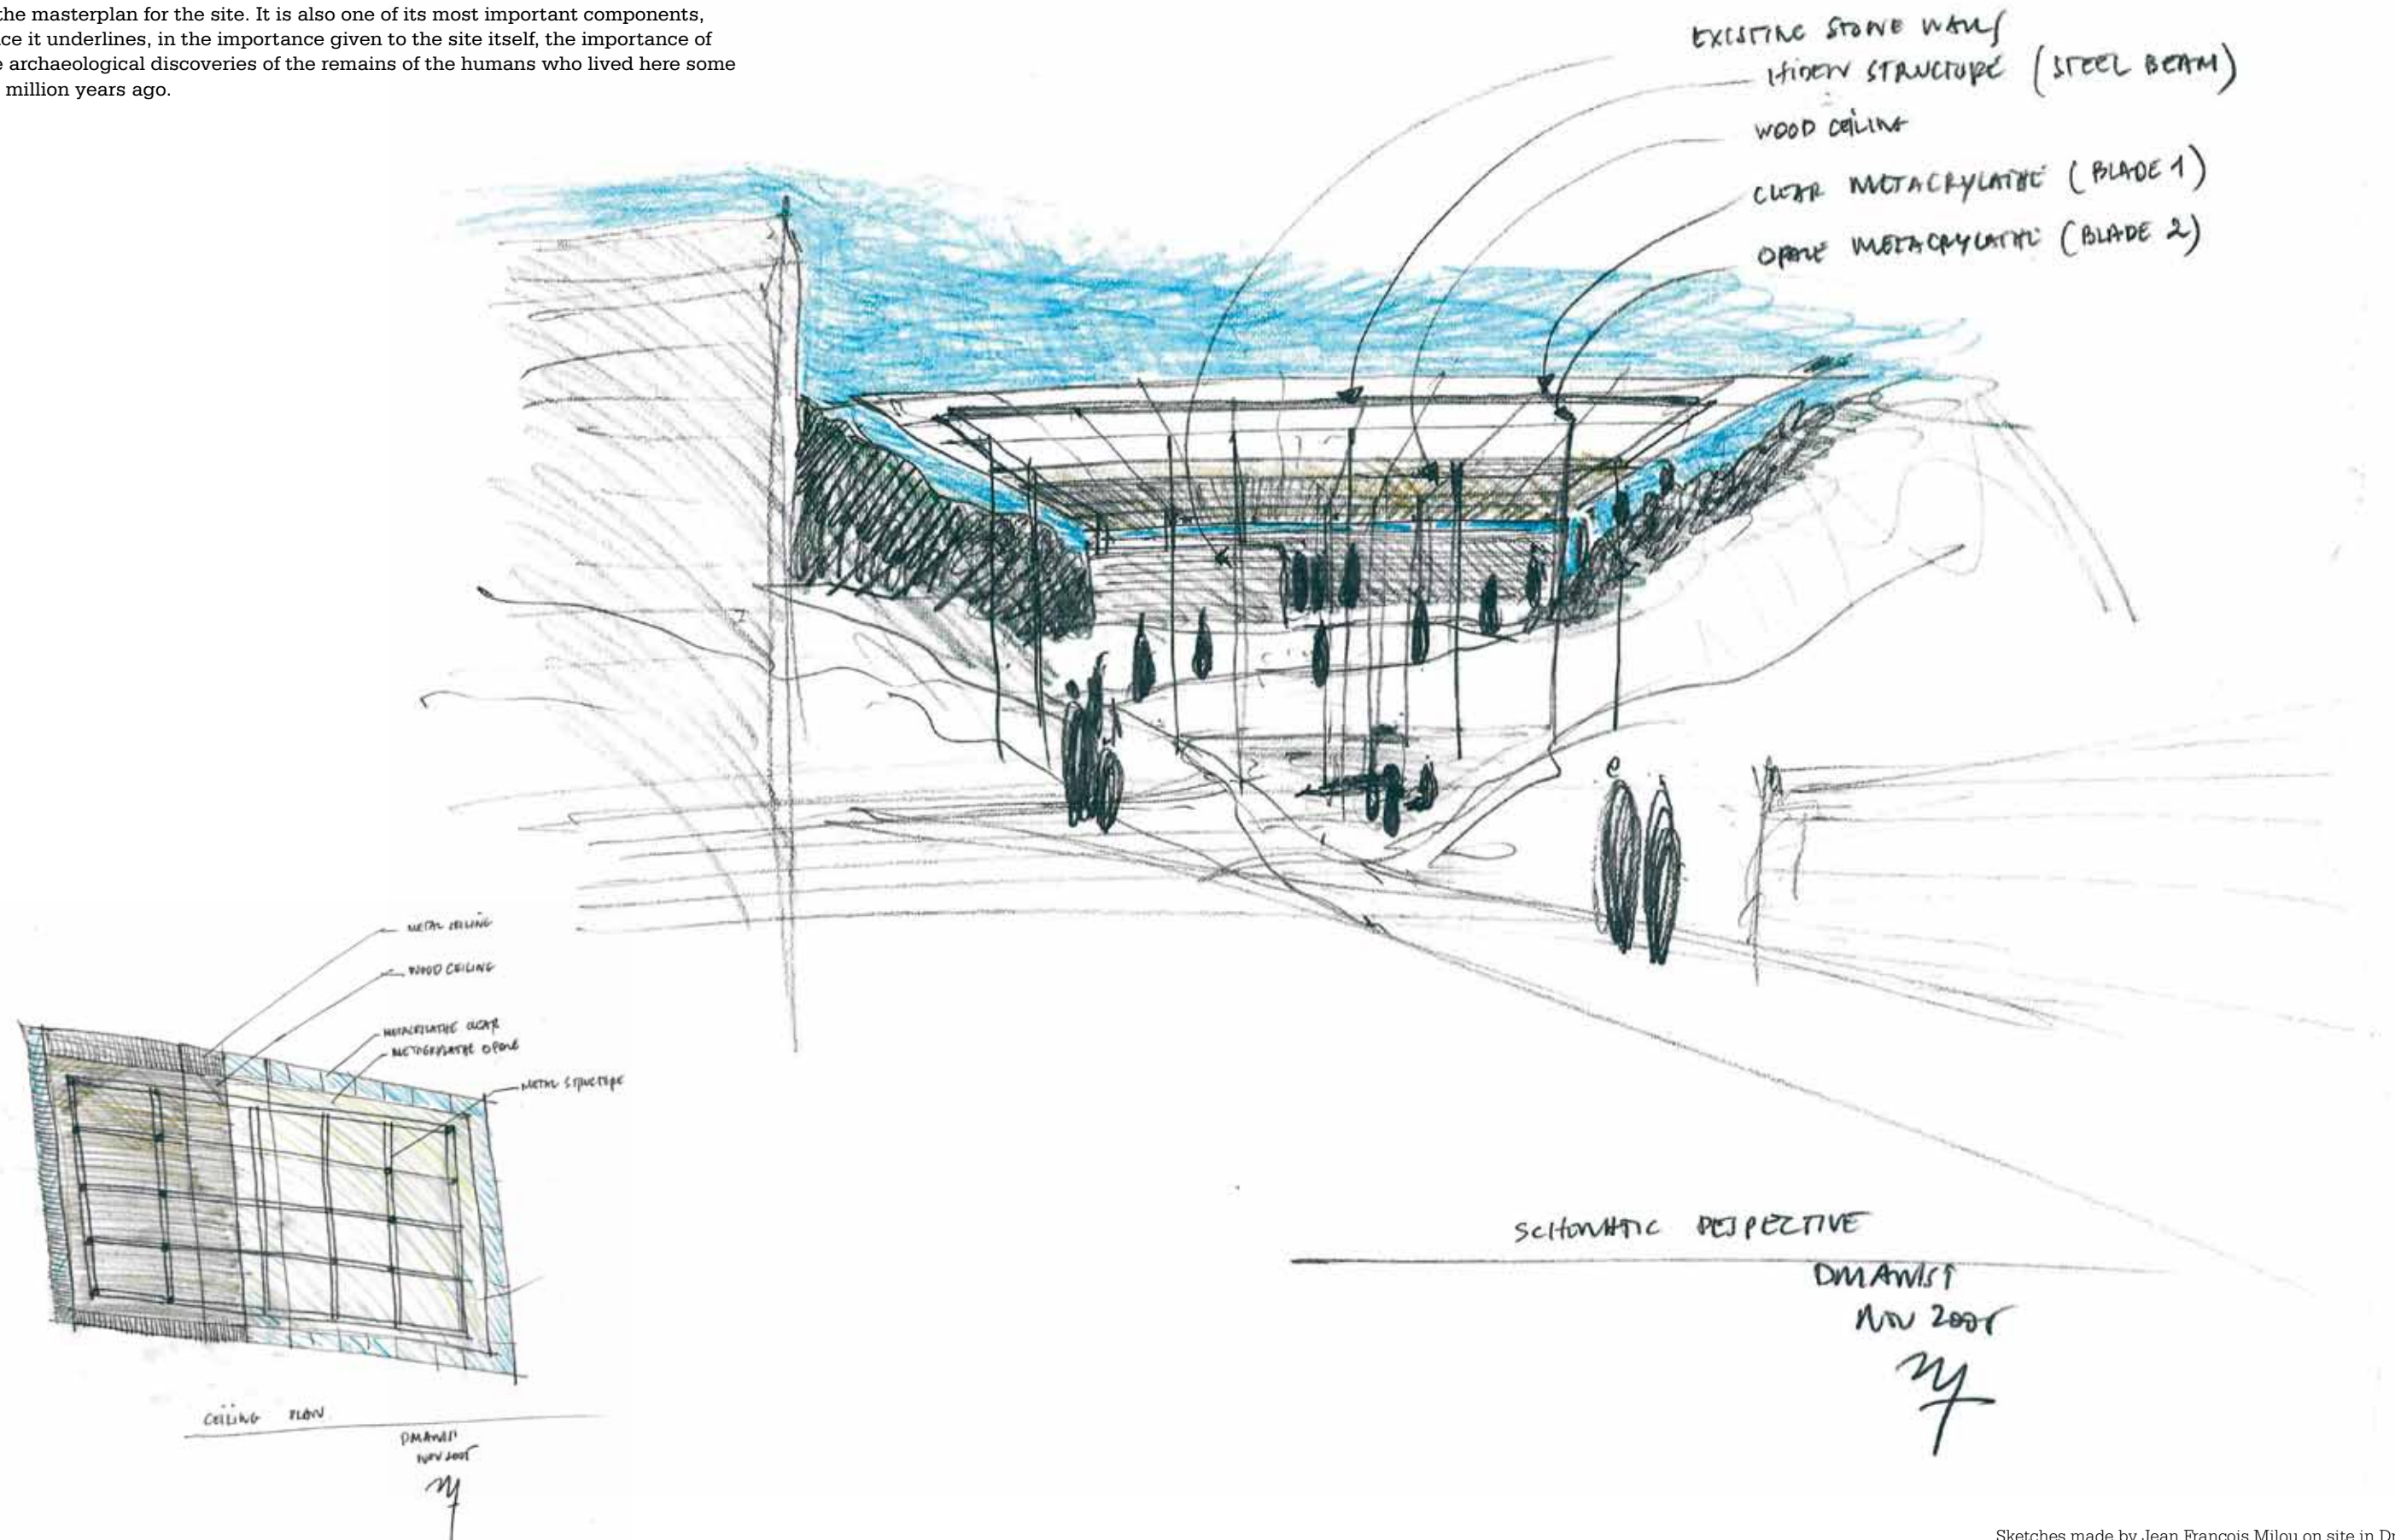 the masterplan for the site. It is also one of its most important components,
ce it underlines, in the importance given to the site itself, the importance of
e archaeological discoveries of the remains of the humans who lived here some
million years ago.
EXISTING STONE WALLS
HIDEN STRUCTURE (STEEL BEAM)
WOOD CEILING
CLEAR METACRYLATHE (BLADE 1)
OPALE METACRYLATHE (BLADE 2)
METAL CEILING
WOOD CEILING
METACRYLATHE CLEAR
METACRYLATHE OPALE
METAL STRUCTURE
CEILING PLAN
DMANISI
NOV 2005
SCHEMATIC PERSPECTIVE
DMANISI
NOV 2005
Sketches made by Jean François Milou on site in D